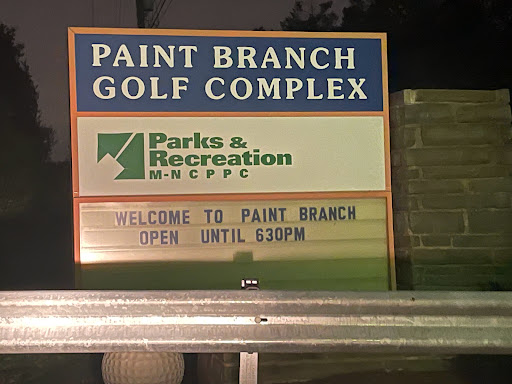 PAINT BRANCH
GOLF COMPLEX
Parks &
Recreation
M-NCPPC
WELCOME TO PAINT BRANCH
OPEN UNTIL 630PM